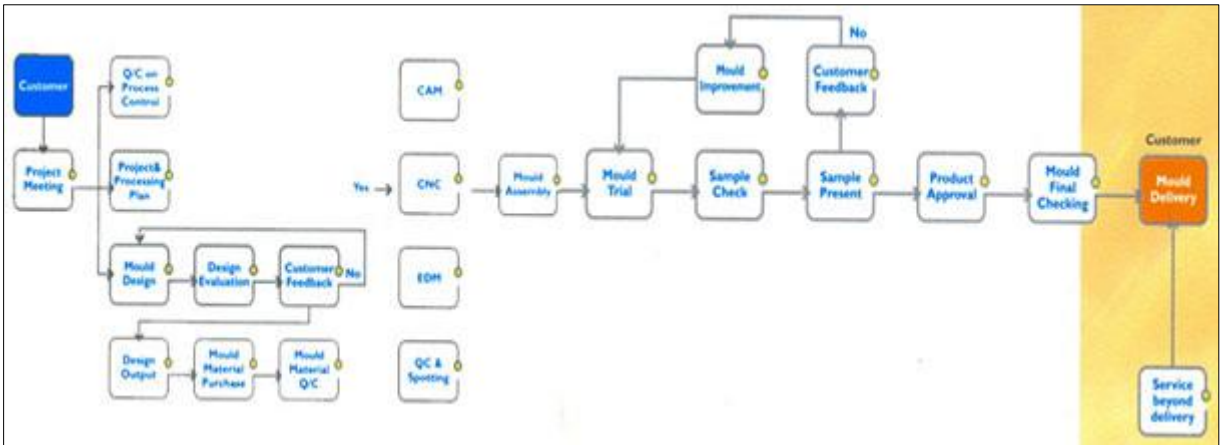 Customer
Q/C on
Process
Control
Project
Meeting
Project&
Processing
Plan
Mould
Design
Design
Evaluation
Customer
Feedback
No
Design
Output
Mould
Material
Purchase
Mould
Material
Q/C
Yes
CAM
CNC
EDM
QC &
Spotting
Mould
Assembly
Mould
Trial
Mould
Improvement
No
Customer
Feedback
Sample
Check
Sample
Present
Product
Approval
Mould
Final
Checking
Customer
Mould
Delivery
Service
beyond
delivery